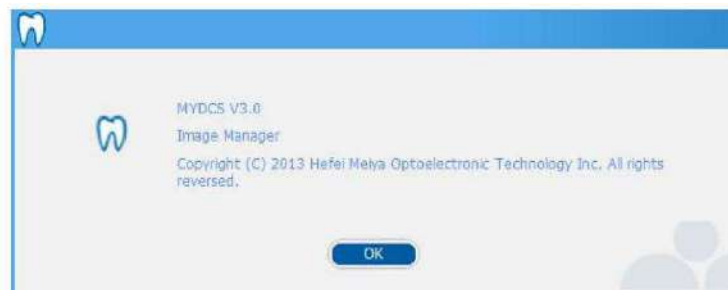 MYDCS V3.0
Image Manager
Copyright (C) 2013 Hefei Meiya Optoelectronic Technology Inc. All rights
reversed.
OK